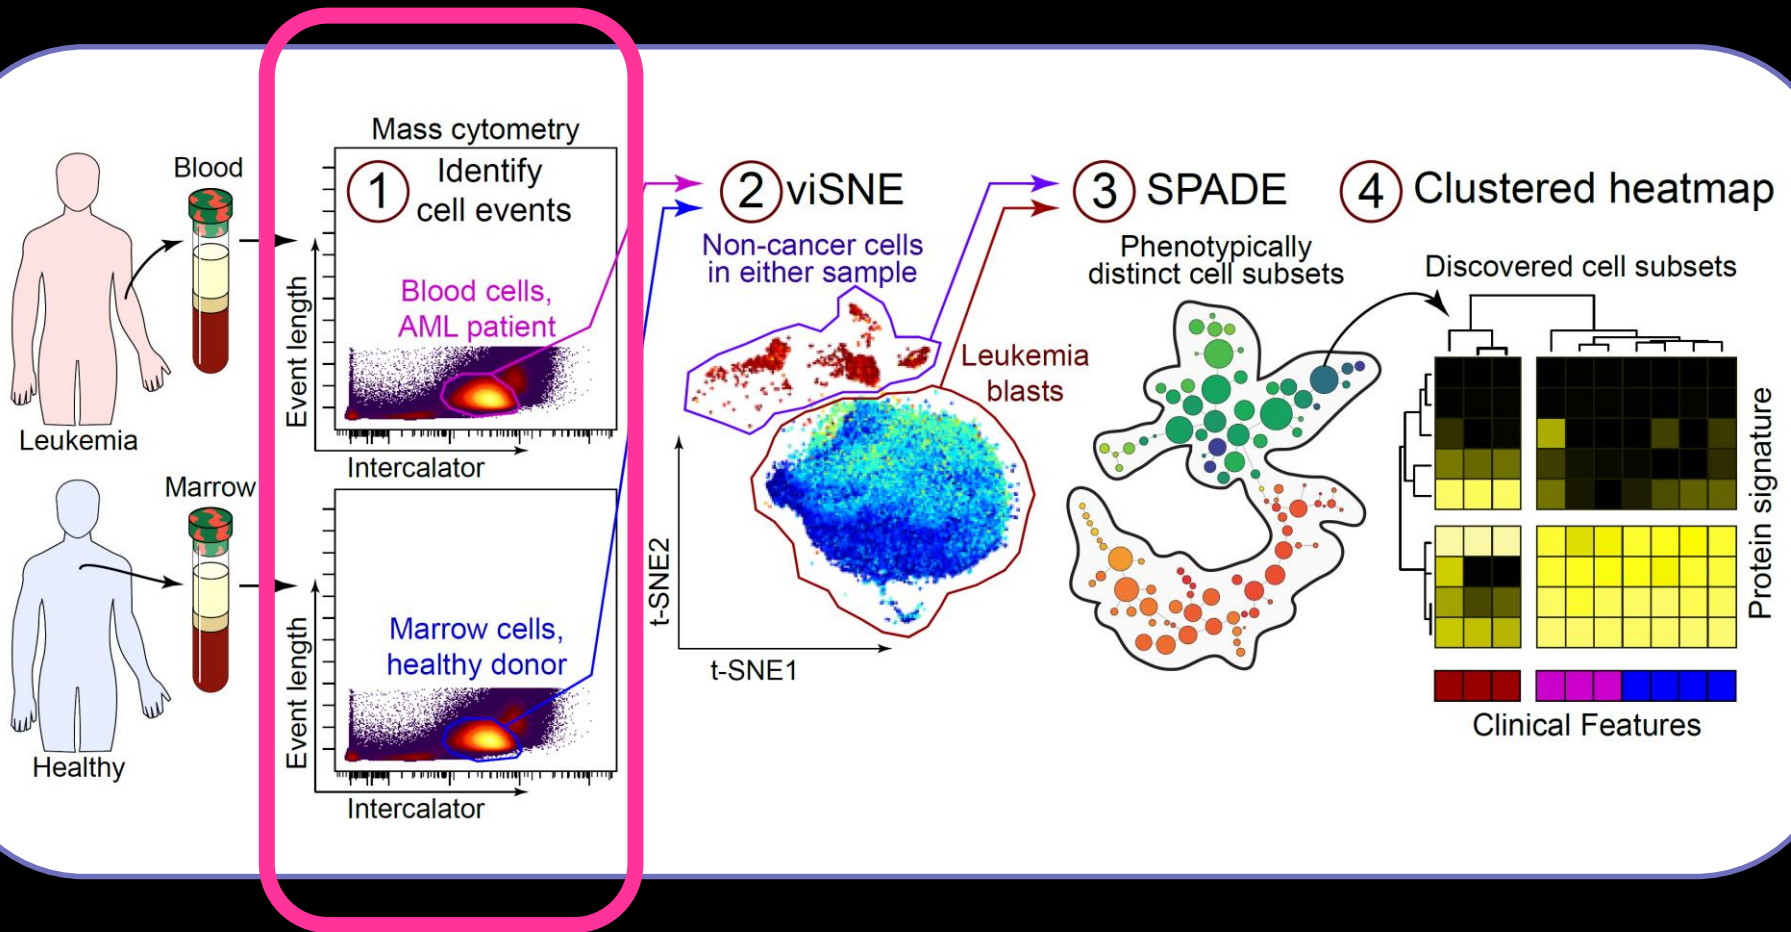 Blood
Leukemia
Marrow
Healthy
Mass cytometry
1 Identify
cell events
Blood cells,
AML patient
Event length
Intercalator
Marrow cells,
healthy donor
Event length
Intercalator
2 viSNE
Non-cancer cells
in either sample
Leukemia
blasts
t-SNE2
t-SNE1
3 SPADE
Phenotypically
distinct cell subsets
4 Clustered heatmap
Discovered cell subsets
Protein signature
Clinical Features